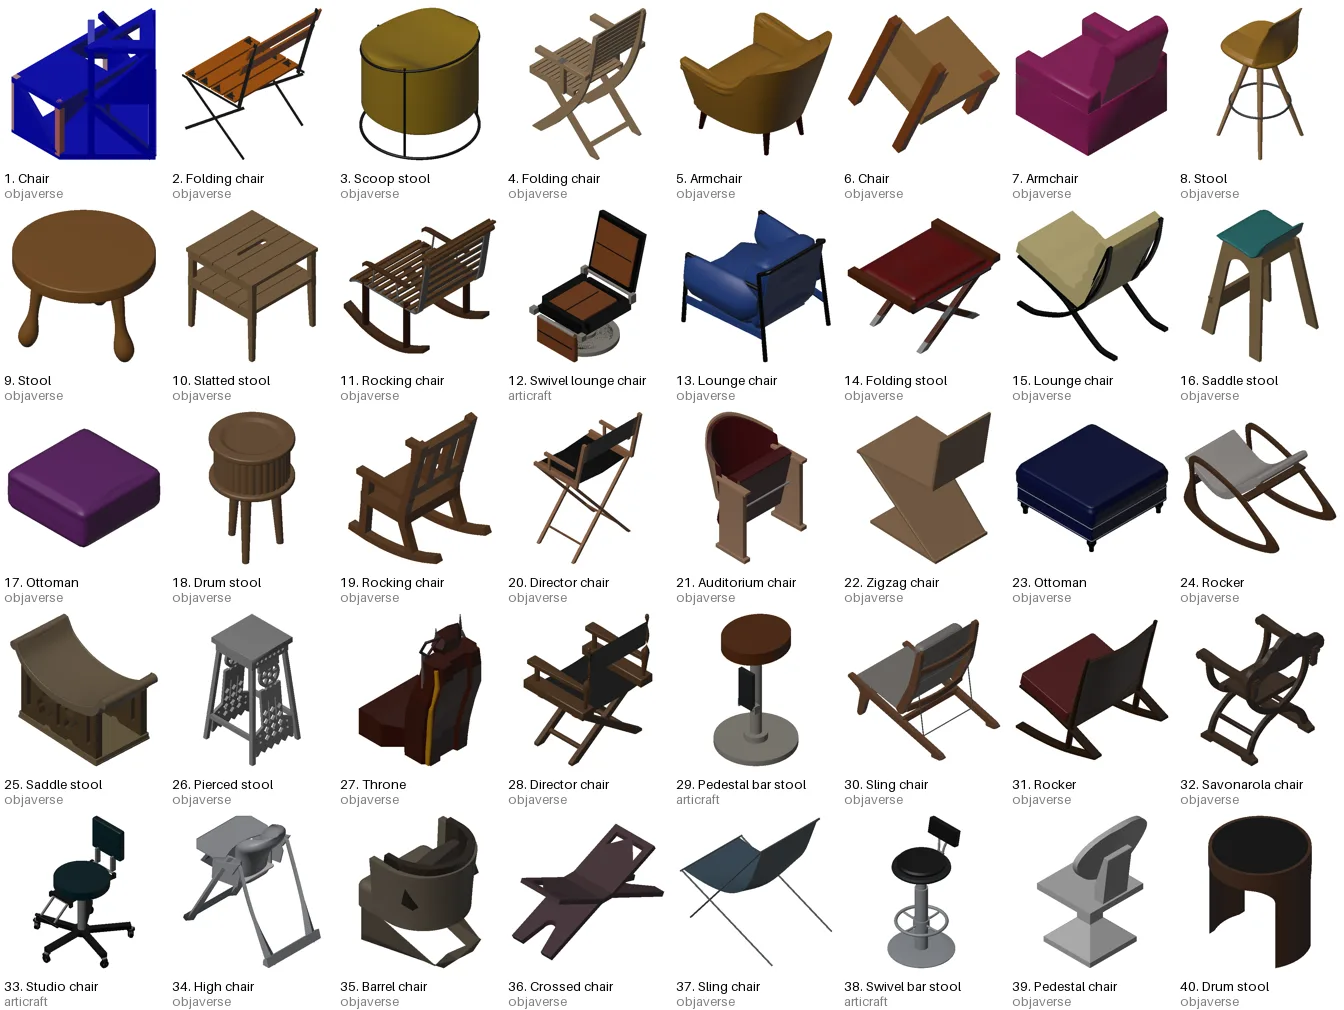 1. Chair
objaverse
2. Folding chair
objaverse
3. Scoop stool
objaverse
4. Folding chair
objaverse
5. Armchair
objaverse
6. Chair
objaverse
7. Armchair
objaverse
8. Stool
objaverse
9. Stool
objaverse
10. Slatted stool
objaverse
11. Rocking chair
objaverse
12. Swivel lounge chair
articraft
13. Lounge chair
objaverse
14. Folding stool
objaverse
15. Lounge chair
objaverse
16. Saddle stool
objaverse
17. Ottoman
objaverse
18. Drum stool
objaverse
19. Rocking chair
objaverse
20. Director chair
objaverse
21. Auditorium chair
objaverse
22. Zigzag chair
objaverse
23. Ottoman
objaverse
24. Rocker
objaverse
25. Saddle stool
objaverse
26. Pierced stool
objaverse
27. Throne
objaverse
28. Director chair
objaverse
29. Pedestal bar stool
articraft
30. Sling chair
objaverse
31. Rocker
objaverse
32. Savonarola chair
objaverse
33. Studio chair
articraft
34. High chair
objaverse
35. Barrel chair
objaverse
36. Crossed chair
objaverse
37. Sling chair
objaverse
38. Swivel bar stool
articraft
39. Pedestal chair
objaverse
40. Drum stool
objaverse